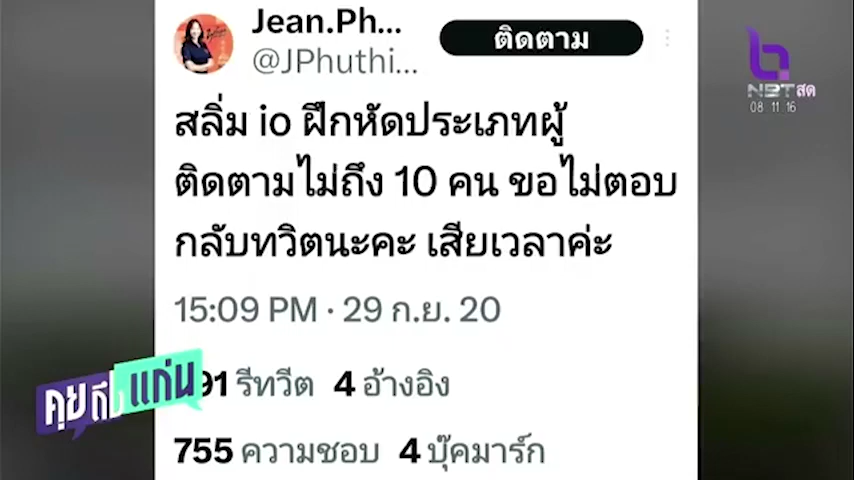 Jean.Ph...
@JPhuthi...
ติดตาม
NBT สด
08 11 16
สลิ่ม io ฝึกหัดประเภทผู้
ติดตามไม่ถึง 10 คน ขอไม่ตอบ
กลับทวิตนะคะ เสียเวลาค่ะ
15:09 PM · 29 ก.ย. 20
91 รีทวีต 4 อ้างอิง
คุยถึงแก่น
755 ความชอบ 4 บุ๊คมาร์ก